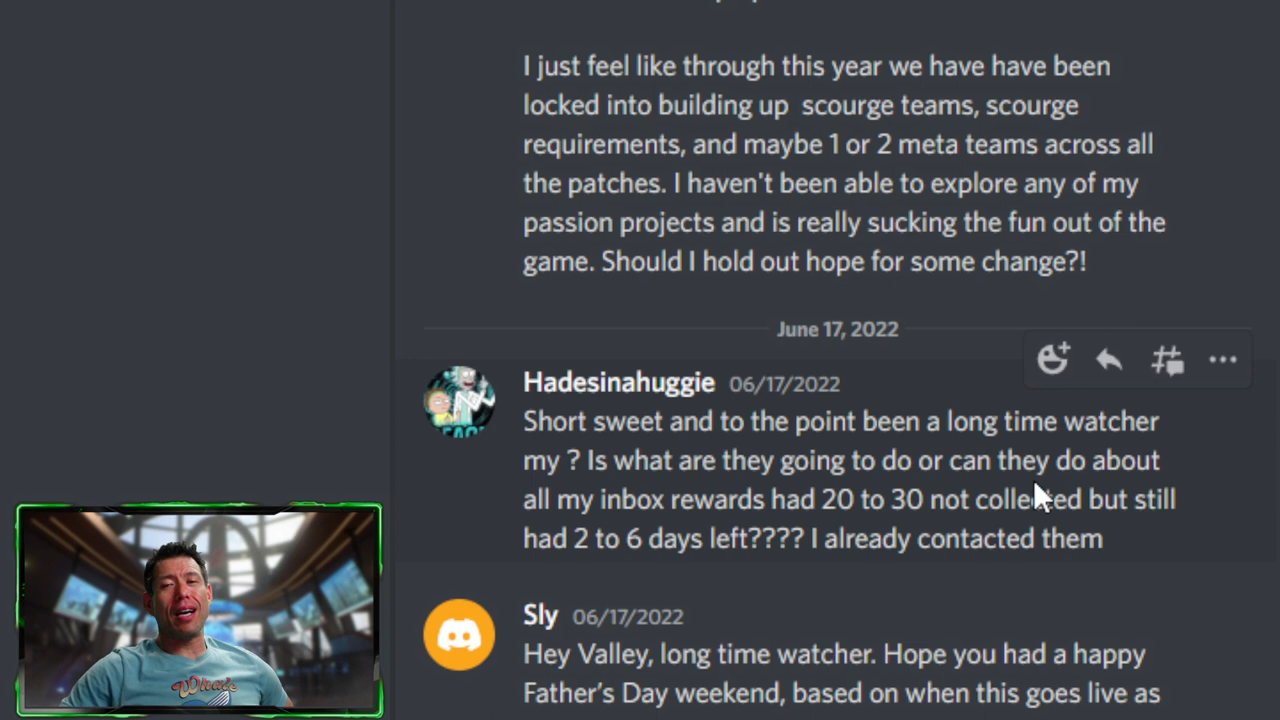 I just feel like through this year we have have been
locked into building up  scourge teams, scourge
requirements, and maybe 1 or 2 meta teams across all
the patches. I haven't been able to explore any of my
passion projects and is really sucking the fun out of the
game. Should I hold out hope for some change?!
June 17, 2022
Hadesinahuggie 06/17/2022
Short sweet and to the point been a long time watcher
my ? Is what are they going to do or can they do about
all my inbox rewards had 20 to 30 not collected but still
had 2 to 6 days left???? I already contacted them
Sly 06/17/2022
Hey Valley, long time watcher. Hope you had a happy
Father's Day weekend, based on when this goes live as